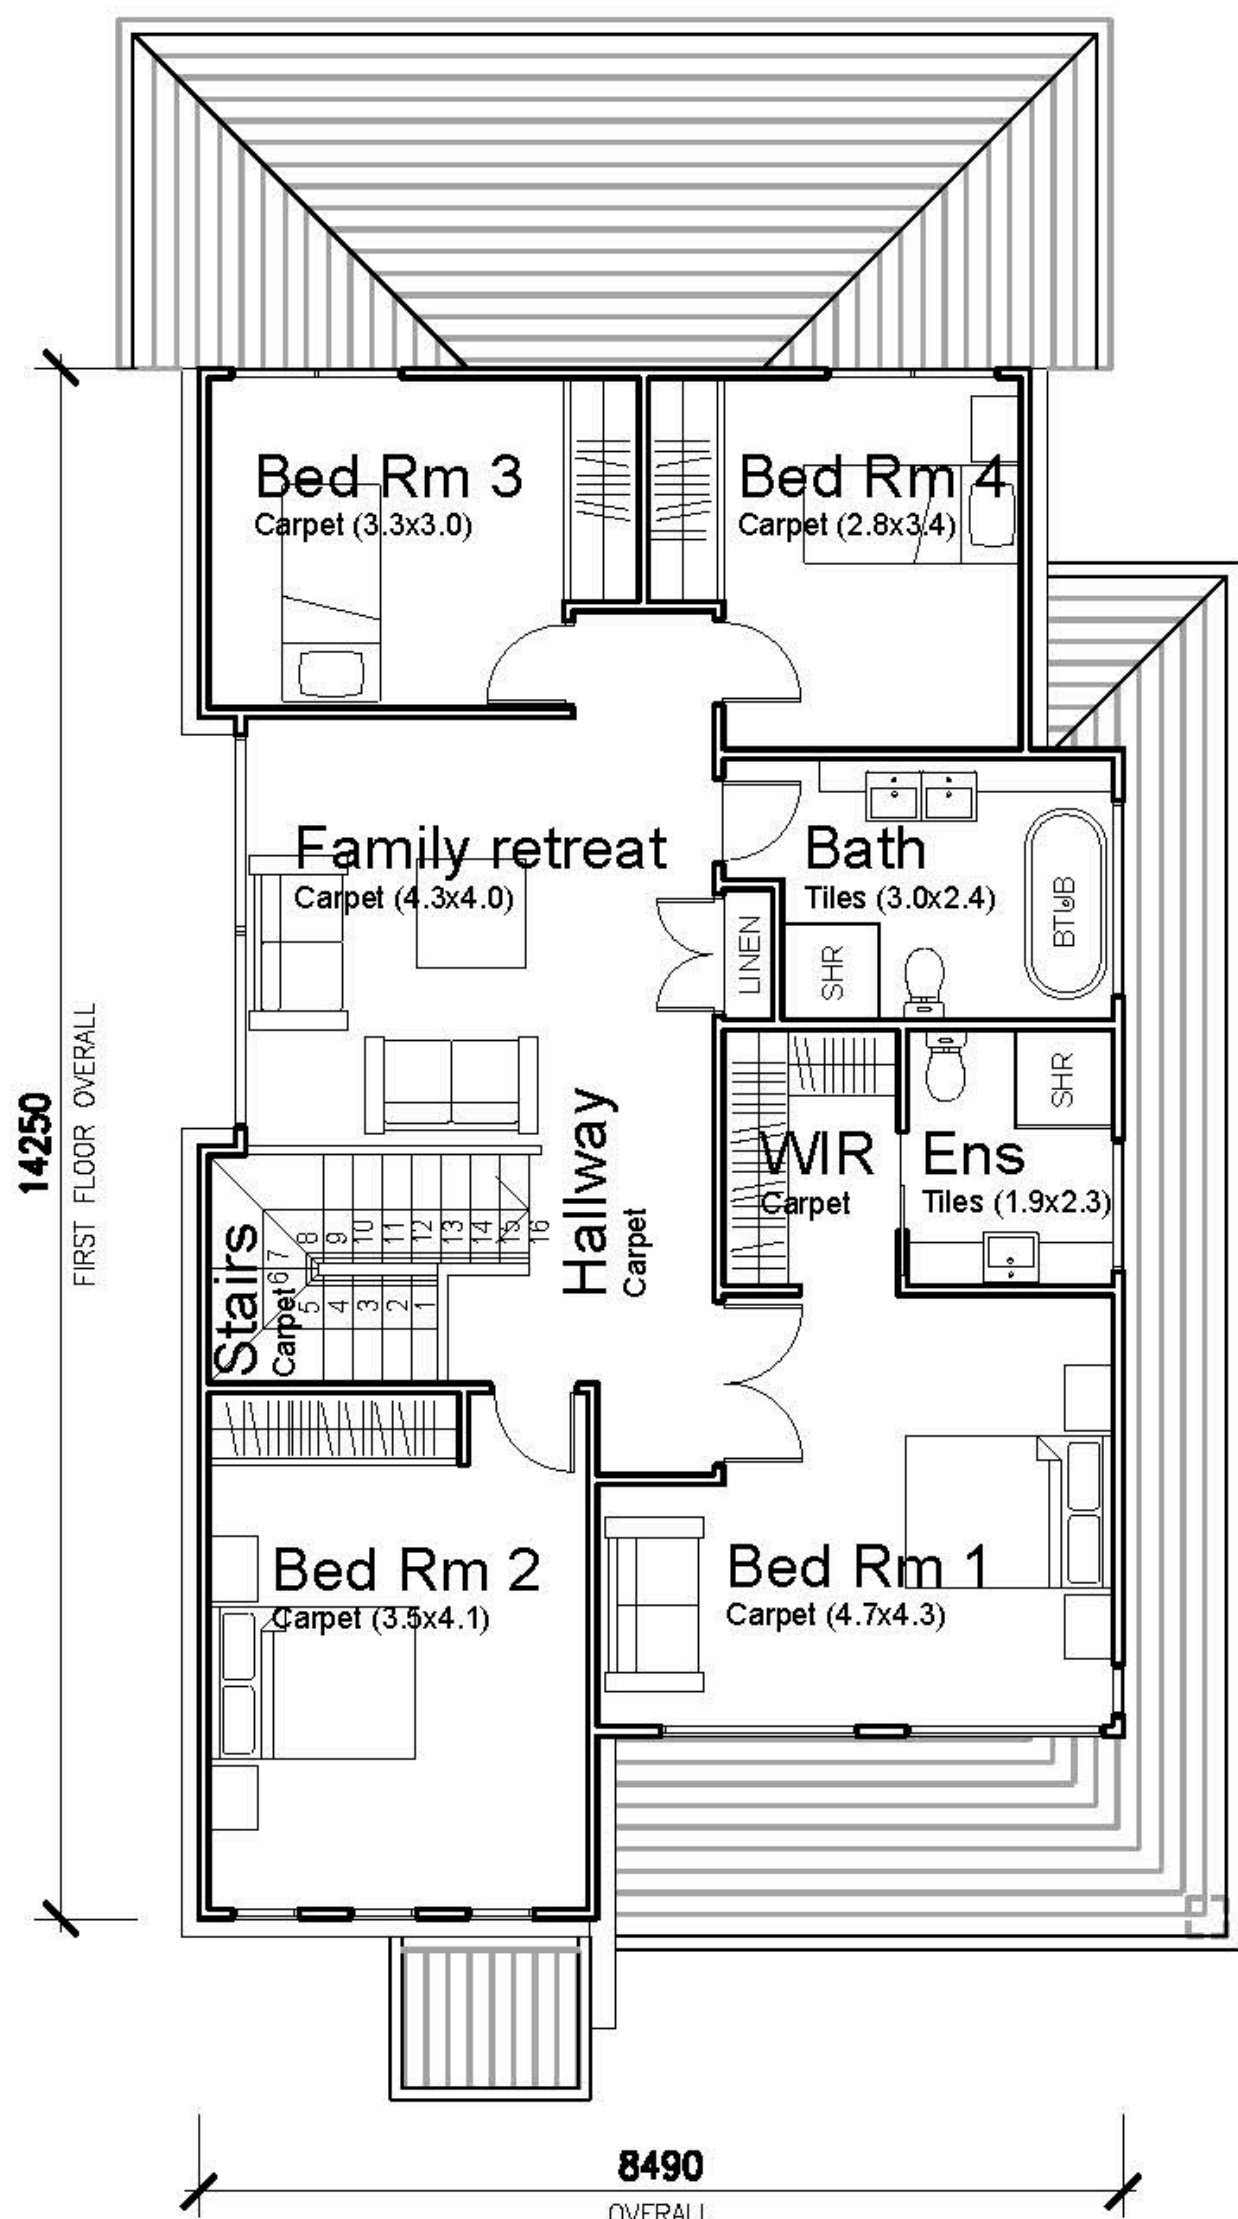 Bed Rm 3
Carpet (3.3x3.0)
Bed Rm 4
Carpet (2.8x3.4)
Family retreat
Carpet (4.3x4.0)
Bath
Tiles (3.0x2.4)
BTUB
LINEN
SHR
14250
FIRST FLOOR OVERALL
Hallway
Carpet
WIR
Carpet
Ens
Tiles (1.9x2.3)
SHR
Stairs
Carpet
1
2
3
4
5
6
7
8
9
10
11
12
13
14
15
16
Bed Rm 2
Carpet (3.5x4.1)
Bed Rm 1
Carpet (4.7x4.3)
8490
OVERALL